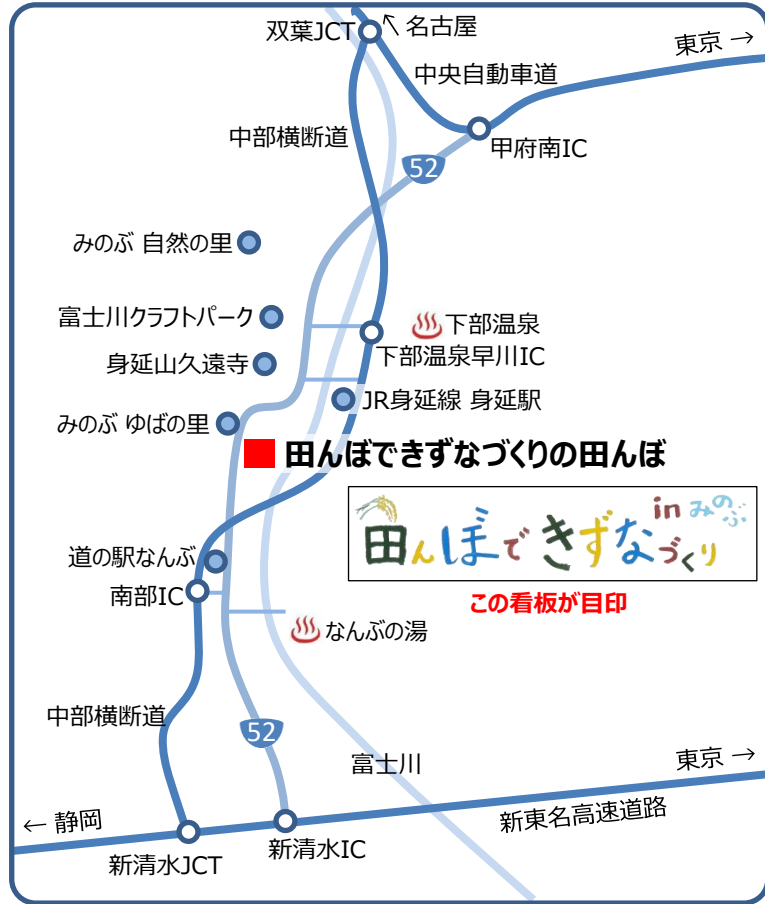 双葉JCT
↖ 名古屋
東京 →
中央自動車道
中部横断道
甲府南IC
52
みのぶ 自然の里
富士川クラフトパーク
下部温泉
下部温泉早川IC
身延山久遠寺
JR身延線 身延駅
みのぶ ゆばの里
田んぼできずなづくりの田んぼ
田んぼできずなづくり in みのぶ
この看板が目印
道の駅なんぶ
南部IC
なんぶの湯
中部横断道
52
富士川
東京 →
← 静岡
新東名高速道路
新清水JCT
新清水IC